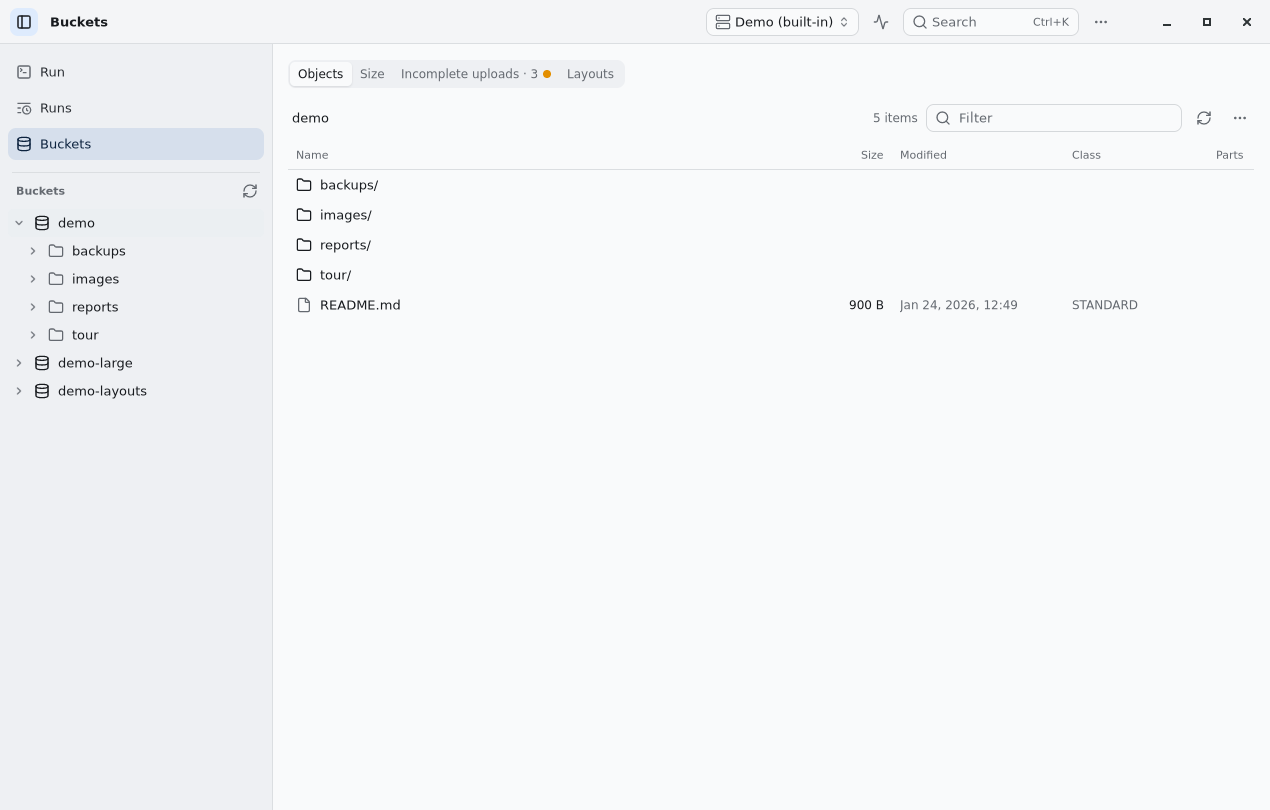 Buckets
Demo (built-in)
Search
Ctrl+K
Run
Runs
Buckets
Buckets
demo
backups
images
reports
tour
demo-large
demo-layouts
Objects
Size
Incomplete uploads · 3
Layouts
demo
5 items
Filter
Name Size Modified Class Parts
backups/
images/
reports/
tour/
README.md 900 B Jan 24, 2026, 12:49 STANDARD